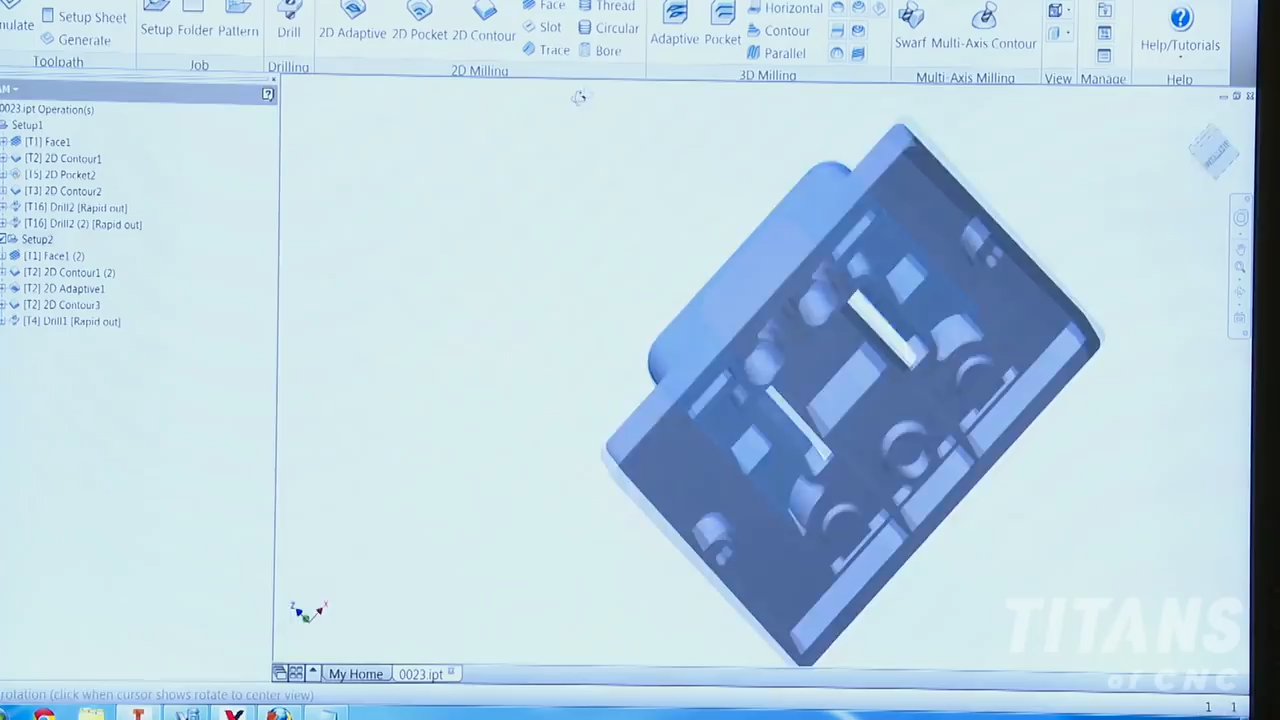 Setup Sheet
Generate
Toolpath
Setup Folder Pattern
Job
Drill
Drilling
2D Adaptive 2D Pocket 2D Contour
Face
Slot
Trace
Thread
Circular
Bore
2D Milling
Adaptive Pocket
Horizontal
Contour
Parallel
3D Milling
Swarf Multi-Axis Contour
Multi-Axis Milling
View
Manage
Help/Tutorials
Help
0023.ipt Operation(s)
Setup1
[T1] Face1
[T2] 2D Contour1
[T5] 2D Pocket2
[T3] 2D Contour2
[T16] Drill2 [Rapid out]
[T16] Drill2 (2) [Rapid out]
Setup2
[T1] Face1 (2)
[T2] 2D Contour1 (2)
[T2] 2D Adaptive1
[T2] 2D Contour3
[T4] Drill1 [Rapid out]
Z X
My Home 0023.ipt
rotation (click when cursor shows rotate to center view)
1 1
TITANS
of CNC